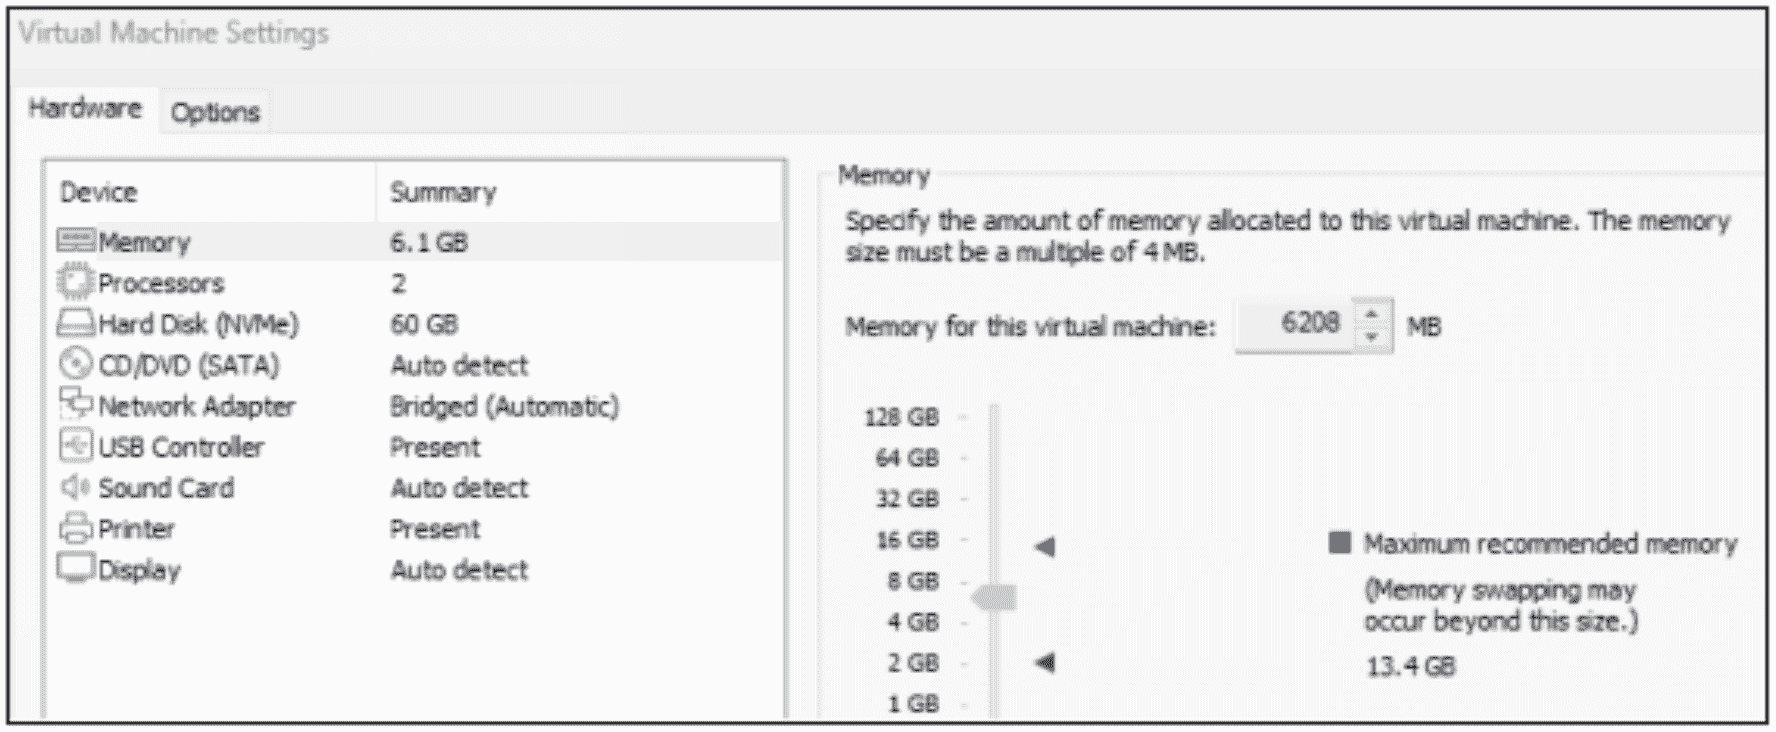 Virtual Machine Settings
Hardware Options
Device Summary
Memory 6.1 GB
Processors 2
Hard Disk (NVMe) 60 GB
CD/DVD (SATA) Auto detect
Network Adapter Bridged (Automatic)
USB Controller Present
Sound Card Auto detect
Printer Present
Display Auto detect
Memory
Specify the amount of memory allocated to this virtual machine. The memory
size must be a multiple of 4 MB.
Memory for this virtual machine: 6208 MB
128 GB
64 GB
32 GB
16 GB
8 GB
4 GB
2 GB
1 GB
Maximum recommended memory
(Memory swapping may
occur beyond this size.)
13.4 GB